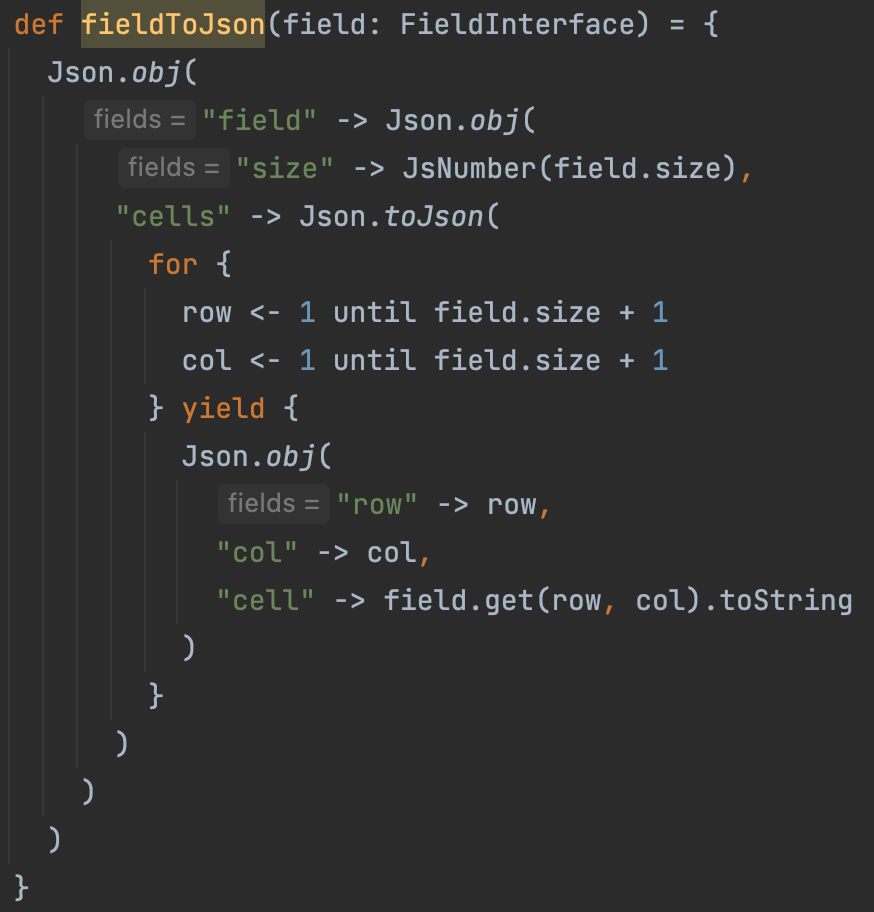 def fieldToJson(field: FieldInterface) = {
Json.obj(
fields = "field" -> Json.obj(
fields = "size" -> JsNumber(field.size),
"cells" -> Json.toJson(
for {
row <- 1 until field.size + 1
col <- 1 until field.size + 1
} yield {
Json.obj(
fields = "row" -> row,
"col" -> col,
"cell" -> field.get(row, col).toString
)
}
)
)
)
}